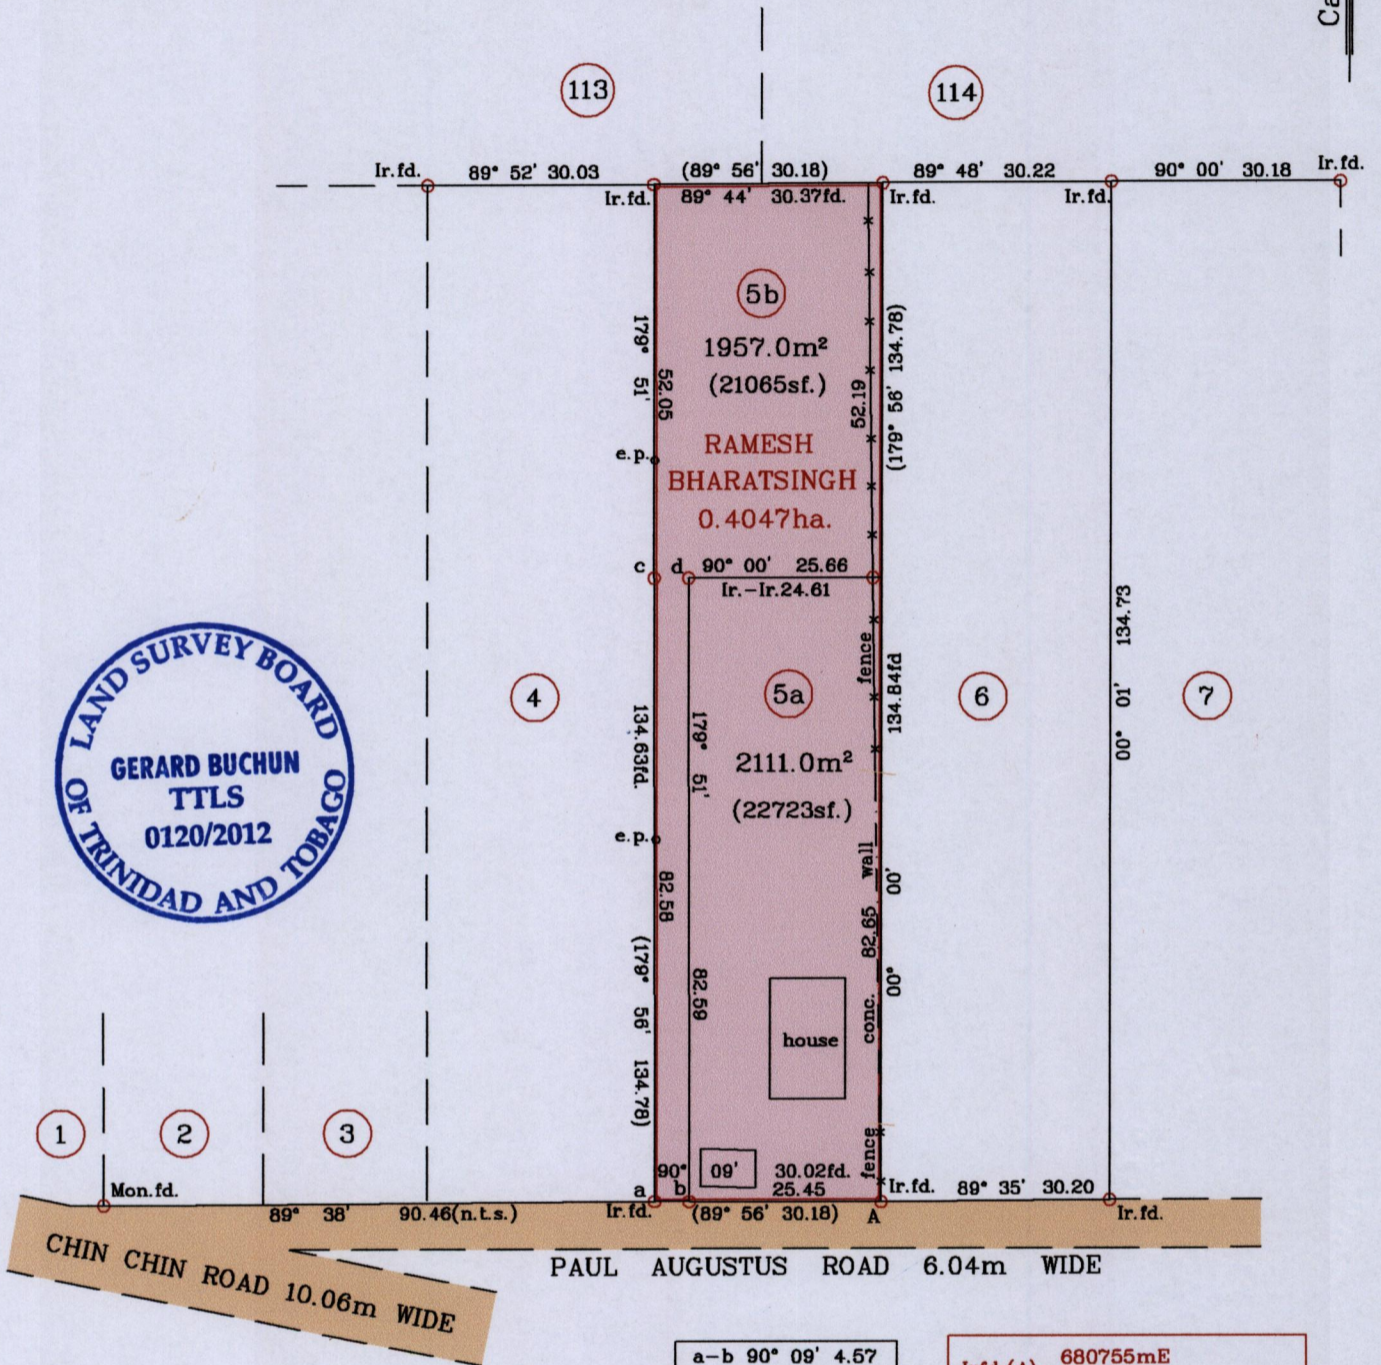 Ca
113
114
Ir.fd.
89° 52' 30.03
(89° 56' 30.18)
89° 48' 30.22
90° 00' 30.18
Ir.fd.
Ir.fd.
89° 44' 30.37fd.
Ir.fd.
Ir.fd.
5b
1957.0m²
(21065sf.)
RAMESH
BHARATSINGH
0.4047ha.
179° 51'
52.05
52.19
(179° 56' 134.78)
e.p.
c
d
90° 00' 25.66
Ir.-Ir.24.61
fence
134.84fd
134.73
00° 01'
4
5a
6
7
2111.0m²
(22723sf.)
134.63fd.
179° 51'
LAND SURVEY BOARD
OF TRINIDAD AND TOBAGO
GERARD BUCHUN
TTLS
0120/2012
e.p.
82.58
wall
00° 00'
82.65
(179° 56' 134.78)
82.59
conc.
house
1
2
3
fence
Mon.fd.
90° 09' 30.02fd.
a
b
25.45
Ir.fd.
89° 35' 30.20
89° 38' 90.46(n.t.s.)
Ir.fd.
(89° 56' 30.18)
A
Ir.fd.
CHIN CHIN ROAD 10.06m WIDE
PAUL AUGUSTUS ROAD 6.04m WIDE
a-b 90° 09' 4.57
680755mE